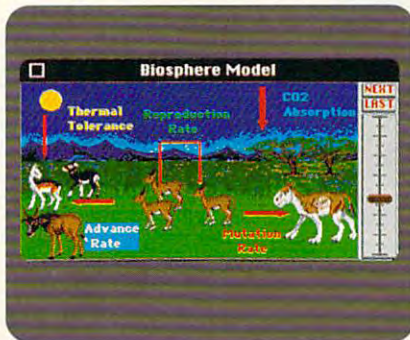 Biosphere Model
NEXT
LAST
Thermal
Tolerance
Reproduction
Rate
CO2
Absorption
Advance
Rate
Mutation
Rate